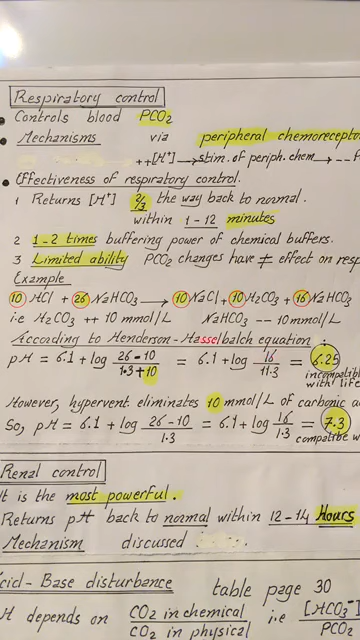 Respiratory control
• Controls blood PCO2
• Mechanisms via peripheral chemorecepto
++[H+] → stim. of periph. chem → --
• Effectiveness of respiratory control.
1 Returns [H+] 2/3 the way back to normal.
within 1-12 minutes
2 1-2 times buffering power of chemical buffers.
3 Limited ability PCO2 changes have ≠ effect on resp
Example
10 HCl + 26 NaHCO3 → 10 NaCl + 10 H2CO3 + 16 NaHCO3
i.e H2CO3 ++ 10 mmol/L NaHCO3 -- 10 mmol/L
According to Henderson-Hasselbalch equation :
pH = 6.1 + log 26-10 / 1.3+10 = 6.1 + log 16 / 11.3 = 6.25
incompatible with life
However, hypervent eliminates 10 mmol/L of carbonic a
So, pH = 6.1 + log 26-10 / 1.3 = 6.1 + log 16 / 1.3 = 7.3
compatible w
Renal control
It is the most powerful.
Returns pH back to normal within 12-14 Hours
Mechanism discussed
cid-Base disturbance table page 30
H depends on CO2 in chemical / CO2 in physical i.e [HCO3-] / PCO2